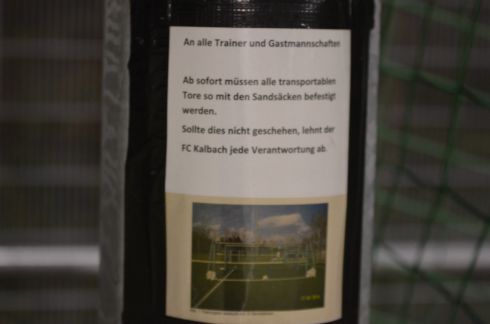 An alle Trainer und Gastmannschaften
Ab sofort müssen alle transportablen
Tore so mit den Sandsäcken befestigt
werden.
Sollte dies nicht geschehen, lehnt der
FC Kalbach jede Verantwortung ab.